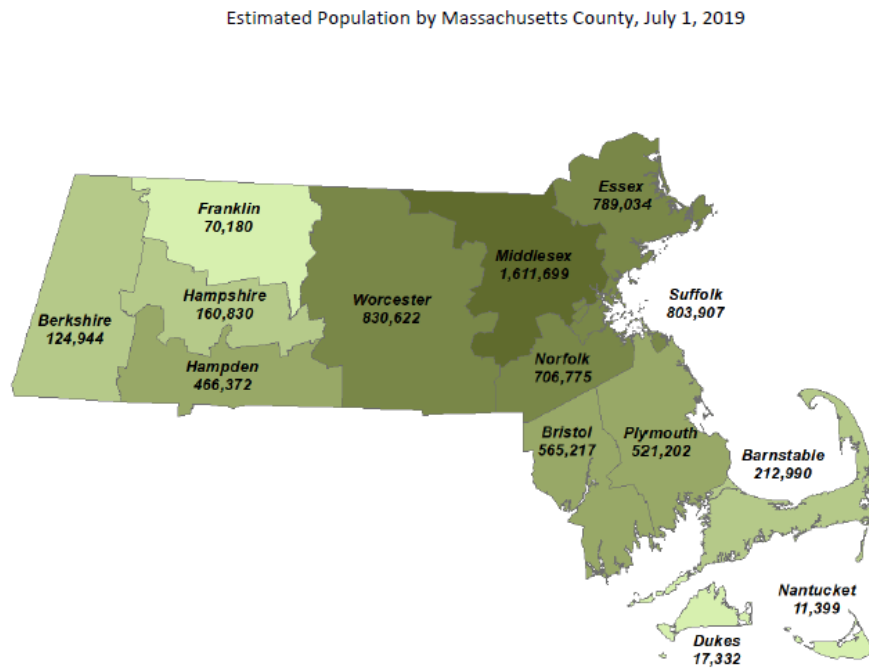 Estimated Population by Massachusetts County, July 1, 2019
Essex
789,034
Franklin
70,180
Middlesex
1,611,699
Hampshire
160,830
Worcester
830,622
Suffolk
803,907
Berkshire
124,944
Hampden
466,372
Norfolk
706,775
Bristol
565,217
Plymouth
521,202
Barnstable
212,990
Nantucket
11,399
Dukes
17,332